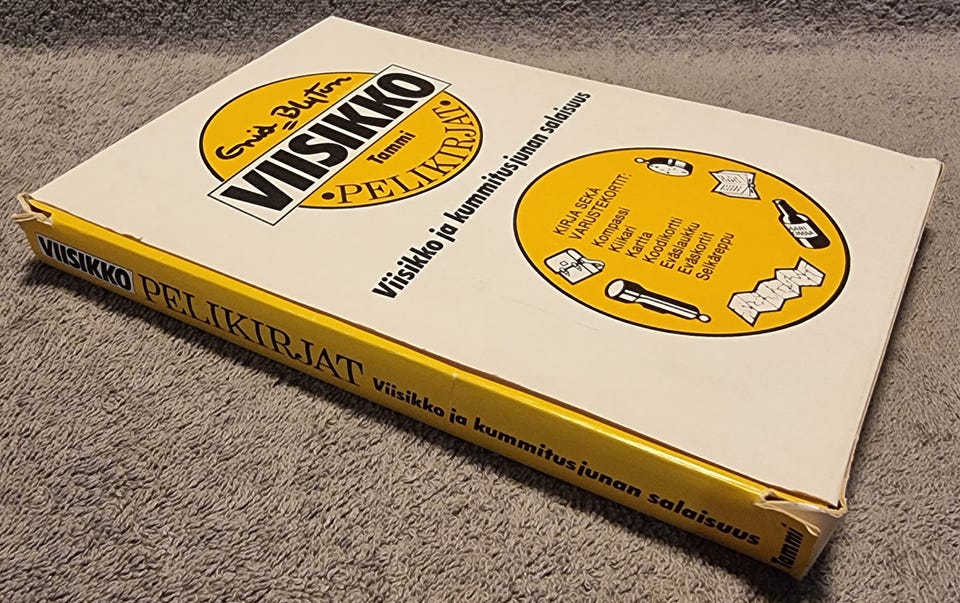 Enid Blyton
VIISIKKO
Tammi
•PELIKIRJAT•
Viisikko ja kummitusjunan salaisuus
KIRJA SEKÄ
VARUSTEKORTIT:
Kompassi
Kiikari
Kartta
Koodikortti
Eväslaukku
Eväskortit
Selkäreppu
VIISIKKO PELIKIRJAT Viisikko ja kummitusjunan salaisuus Tammi